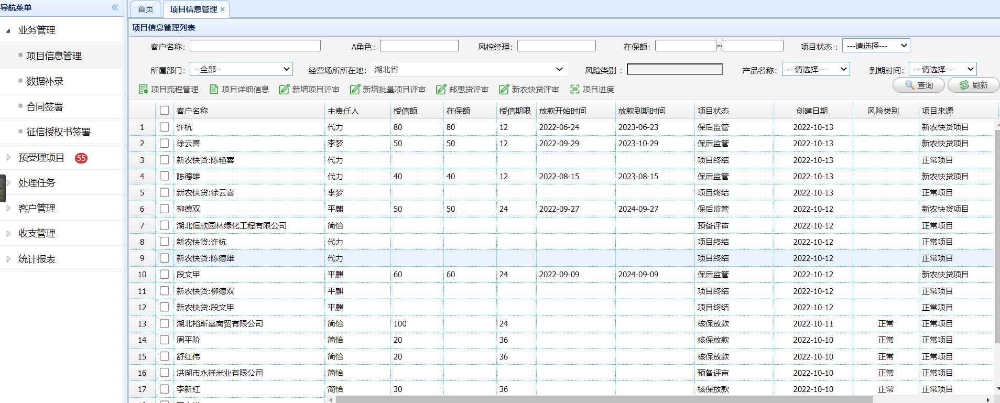 导航菜单
业务管理
项目信息管理
数据补录
合同签署
征信授权书签署
预受理项目 55
处理任务
客户管理
收支管理
统计报表
首页 项目信息管理
项目信息管理列表
客户名称: A角色: 风控经理: 在保额: ~ 项目状态 : ---请选择---
所属部门: --全部-- 经营场所所在地: 湖北省 风险类别 : 产品名称: ---请选择--- 到期时间: ---请选择---
项目流程管理 项目详细信息 新增项目评审 新增批量项目评审 邮惠贷评审 新农快贷评审 项目进度 查询 刷新
客户名称 主责任人 授信额 在保额 授信期限 放款开始时间 放款到期时间 项目状态 创建日期 风险类别 项目来源
1 许杭 代力 80 80 12 2022-06-24 2023-06-23 保后监管 2022-10-13 新农快贷项目
2 徐云喜 李梦 50 50 12 2022-09-29 2023-10-29 保后监管 2022-10-13 新农快贷项目
3 新农快贷:陈艳蓉 代力 项目终结 2022-10-13 正常项目
4 陈德雄 代力 40 40 12 2022-08-15 2023-08-15 保后监管 2022-10-13 新农快贷项目
5 新农快贷:徐云喜 李梦 项目终结 2022-10-13 正常项目
6 柳德双 平麒 50 50 24 2022-09-27 2024-09-27 保后监管 2022-10-12 新农快贷项目
7 湖北恒欣园林绿化工程有限公司 简恰 预备评审 2022-10-12 正常项目
8 新农快贷:许杭 代力 项目终结 2022-10-12 正常项目
9 新农快贷:陈德雄 代力 项目终结 2022-10-12 正常项目
10 段文甲 平麒 60 60 24 2022-09-09 2024-09-09 保后监管 2022-10-12 新农快贷项目
11 新农快贷:柳德双 平麒 项目终结 2022-10-12 正常项目
12 新农快贷:段文甲 平麒 项目终结 2022-10-12 正常项目
13 湖北裕斯嘉商贸有限公司 简恰 100 24 核保放款 2022-10-11 正常 正常项目
14 周平阶 简恰 20 36 核保放款 2022-10-10 正常 正常项目
15 舒红伟 简恰 20 36 核保放款 2022-10-10 正常 正常项目
16 洪湖市永祥米业有限公司 简恰 预备评审 2022-10-10 正常 正常项目
17 李新红 简恰 30 36 核保放款 2022-10-10 正常 正常项目